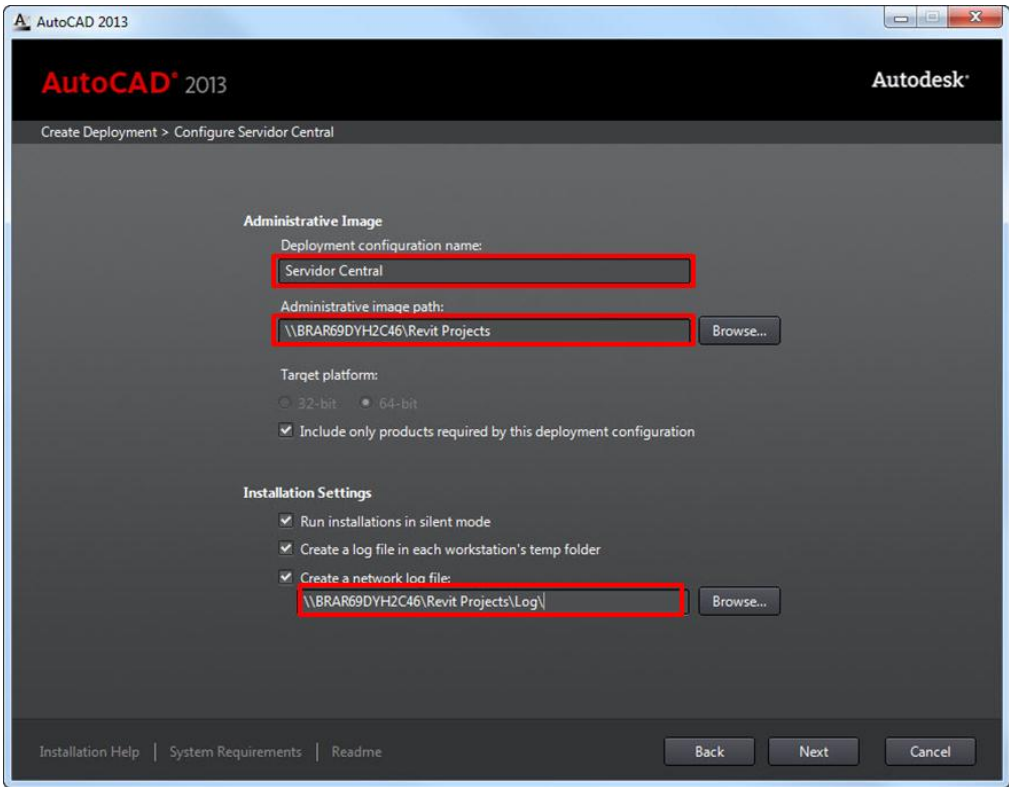 AutoCAD 2013
AutoCAD® 2013
Autodesk®
Create Deployment > Configure Servidor Central
Administrative Image
Deployment configuration name:
Servidor Central
Administrative image path:
\\BRAR69DYH2C46\Revit Projects
Browse...
Target platform:
32-bit 64-bit
Include only products required by this deployment configuration
Installation Settings
Run installations in silent mode
Create a log file in each workstation's temp folder
Create a network log file:
\\BRAR69DYH2C46\Revit Projects\Log\
Browse...
Installation Help | System Requirements | Readme
Back Next Cancel